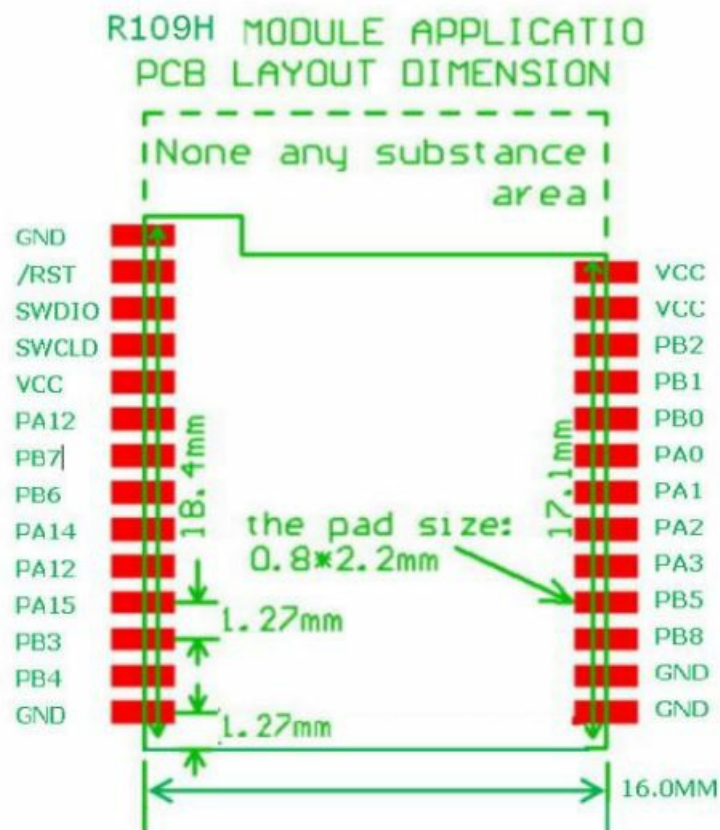 R109H MODULE APPLICATIO
PCB LAYOUT DIMENSION
None any substance
area
GND
/RST
SWDIO
SWCLD
VCC
PA12
PB7
PB6
PA14
PA12
PA15
PB3
PB4
GND
VCC
VCC
PB2
PB1
PB0
PA0
PA1
PA2
PA3
PB5
PB8
GND
GND
18.4mm
17.1mm
the pad size:
0.8*2.2mm
1.27mm
1.27mm
16.0MM